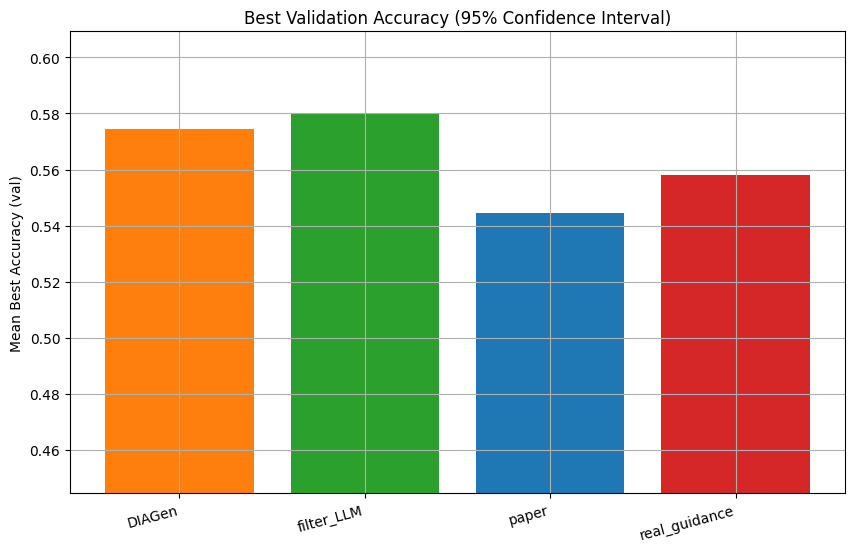 Best Validation Accuracy (95% Confidence Interval)
Mean Best Accuracy (val)
0.60
0.58
0.56
0.54
0.52
0.50
0.48
0.46
DIAGen
filter_LLM
paper
real_guidance